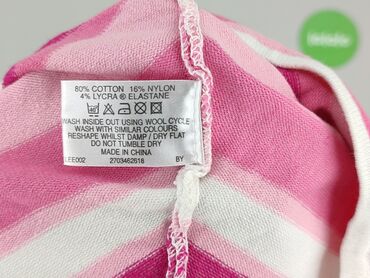 80% COTTON 16% NYLON
4% LYCRA ® ELASTANE
WASH INSIDE OUT USING WOOL CYCLE
WASH WITH SIMILAR COLOURS
RESHAPE WHILST DAMP / DRY FLAT
DO NOT TUMBLE DRY
MADE IN CHINA
LEE002 2703462618 BY